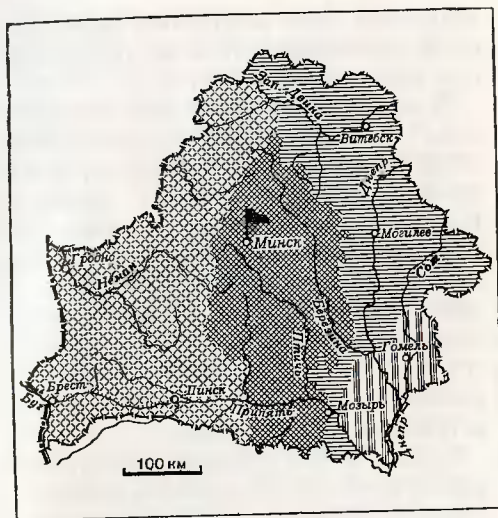 Зап. Двина
Витебск
Днепр
Минск
Могилев
Сож
Гродно
Неман
Березина
Птичь
Гомель
Брест
Буг
Пинск
Припять
Мозырь
Днепр
100 км